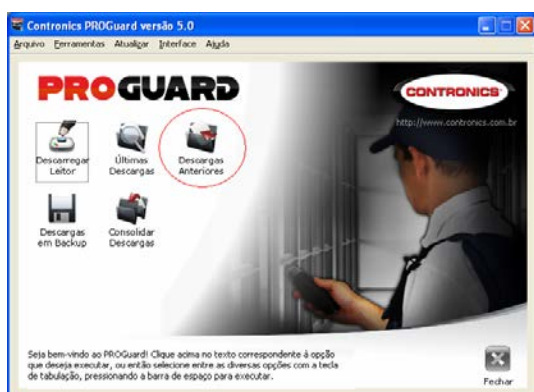 Contronics PROGuard versão 5.0
Arquivo Ferramentas Atualizar Interface Ajuda
PROGUARD
CONTRONICS
http://www.contronics.com.br
Descarregar
Leitor
Últimas
Descargas
Descargas
Anteriores
Descargas
em Backup
Consolidar
Descargas
Seja bem-vindo ao PROGuard! Clique acima no texto correspondente à opção
que deseja executar, ou então selecione entre as diversas opções com a tecla
de tabulação, pressionando a barra de espaço para executar.
Fechar